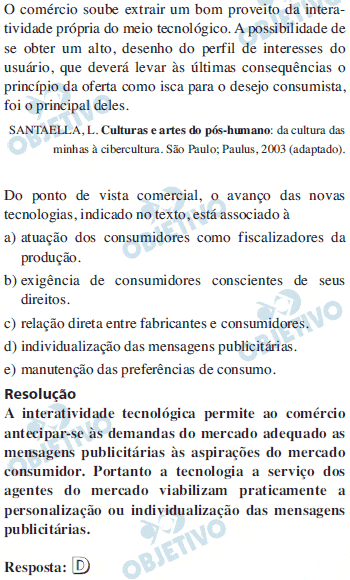 O comércio soube extrair um bom proveito da intera-
tividade própria do meio tecnológico. A possibilidade de
se obter um alto, desenho do perfil de interesses do
usuário, que deverá levar às últimas consequências o
princípio da oferta como isca para o desejo consumista,
foi o principal deles.
SANTAELLA, L. Culturas e artes do pós-humano: da cultura das
minhas à cibercultura. São Paulo; Paulus, 2003 (adaptado).
Do ponto de vista comercial, o avanço das novas
tecnologias, indicado no texto, está associado à
a) atuação dos consumidores como fiscalizadores da
produção.
b) exigência de consumidores conscientes de seus
direitos.
c) relação direta entre fabricantes e consumidores.
d) individualização das mensagens publicitárias.
e) manutenção das preferências de consumo.
Resolução
A interatividade tecnológica permite ao comércio
antecipar-se às demandas do mercado adequado as
mensagens publicitárias às aspirações do mercado
consumidor. Portanto a tecnologia a serviço dos
agentes do mercado viabilizam praticamente a
personalização ou individualização das mensagens
publicitárias.
Resposta: D
OBJETIVO
OBJETIVO
OBJETIVO
OBJETIVO
OBJETIVO
OBJETIVO